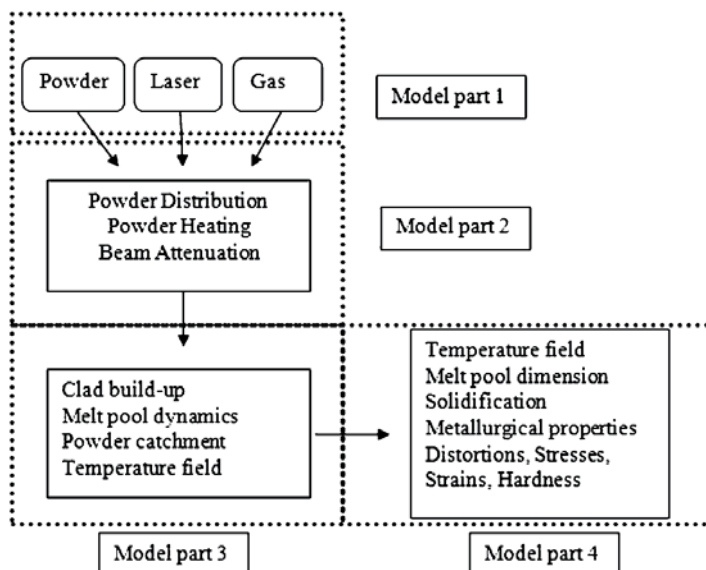 Powder
Laser
Gas
Model part 1
Powder Distribution
Powder Heating
Beam Attenuation
Model part 2
Clad build-up
Melt pool dynamics
Powder catchment
Temperature field
Temperature field
Melt pool dimension
Solidification
Metallurgical properties
Distortions, Stresses,
Strains, Hardness
Model part 3
Model part 4